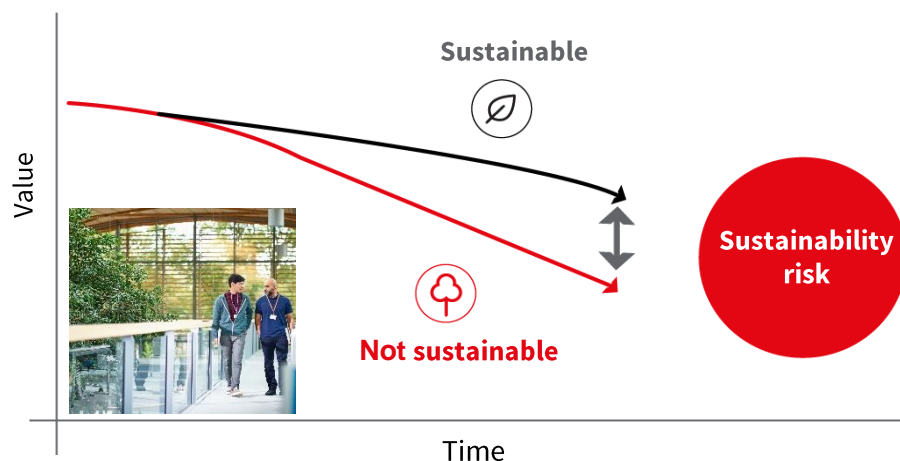 Sustainable
Value
Sustainability
risk
Not sustainable
Time